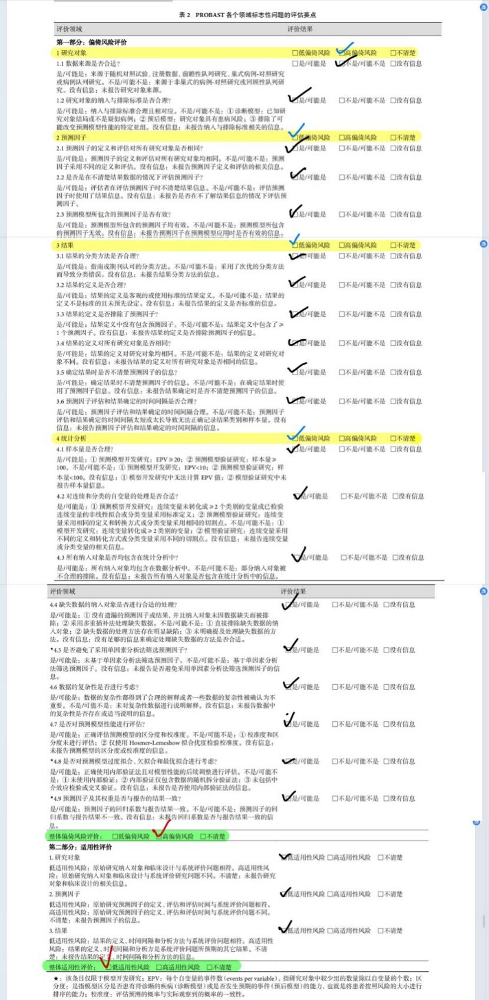 表 2 PROBAST 各个领域标志性问题的评估要点
评价领域 评价结果
第一部分：偏倚风险评价
1 研究对象 □低偏倚风险 □高偏倚风险 □不清楚
1.1 数据来源是否合适? □是/可能是 □不是/可能不是 □没有信息
是/可能是：来源于随机对照试验、注册数据、前瞻性队列研究、巢式病例-对照研究
或病例队列研究。不是/可能不是：来源于非巢式的病例-对照研究或回顾性队列研
究。没有信息：未报告研究对象来源。
1.2 研究对象的纳入与排除标准是否合理? □是/可能是 □不是/可能不是 □没有信息
是/可能是：纳入与排除标准合理且相对应。不是/可能不是：① 诊断模型：已知研
究对象结局或不是疑似病例；② 预后模型：研究对象具有患病风险；③ 排除了可
能改变预测模型性能的特定亚组。没有信息：未报告纳入与排除标准相关的信息。
2 预测因子 □低偏倚风险 □高偏倚风险 □不清楚
2.1 预测因子的定义和评估对所有研究对象是否相同? □是/可能是 □不是/可能不是 □没有信息
是/可能是：预测因子的定义和评估对所有研究对象均相同。不是/可能不是：预测
因子采用不同的定义和评估。没有信息：未报告预测因子定义和评估的相关信息。
2.2 是否是在不清楚结果数据的情况下评估预测因子? □是/可能是 □不是/可能不是 □没有信息
是/可能是：评估者在评估预测因子时不清楚结果信息。不是/可能不是：评估预测
因子时使用了结果信息。没有信息：未报告是否在不了解结果信息的情况下评估预
测因子。
2.3 预测模型所包含的预测因子是否有效? □是/可能是 □不是/可能不是 □没有信息
是/可能是：预测模型所包含的预测因子均有效。不是/可能不是：预测模型所包含
的预测因子无效。没有信息：未报告预测因子在预测模型应用时是否有效的信息。
3 结果 □低偏倚风险 □高偏倚风险 □不清楚
3.1 结果的分类方法是否合理? □是/可能是 □不是/可能不是 □没有信息
是/可能是：指南或期刊认可的分类方法。不是/可能不是：采用了次优的分类方法
而导致分类错误。没有信息：未报告结果分类方法的信息。
3.2 结果的定义是否合理? □是/可能是 □不是/可能不是 □没有信息
是/可能是：结果的定义是客观的或使用标准的结果定义。不是/可能不是：结果的
定义不是标准的且未预先设定。没有信息：未报告结果的定义是否标准的信息。
3.3 结果的定义是否排除了预测因子? □是/可能是 □不是/可能不是 □没有信息
是/可能是：结果定义中没有包含预测因子。不是/可能不是：结果定义中包含了≥
1 个预测因子。没有信息：未报告结果的定义是否排除预测因子的信息。
3.4 结果的定义对所有研究对象是否相同? □是/可能是 □不是/可能不是 □没有信息
是/可能是：结果的定义对研究对象均相同。不是/可能不是：结果的定义对研究对
象不同。没有信息：未报告结果的定义对所有研究对象是否相同的信息。
3.5 确定结果时是否不清楚预测因子的信息? □是/可能是 □不是/可能不是 □没有信息
是/可能是：确定结果时不清楚预测因子的信息。不是/可能不是：在确定结果时使
用了预测因子信息。没有信息：未报告结果确定时是否不清楚预测因子的信息。
3.6 预测因子评估和结果确定的时间间隔是否合理? □是/可能是 □不是/可能不是 □没有信息
是/可能是：预测因子评估和结果确定的时间间隔合理。不是/可能不是：预测因子
评估和结果确定的时间间隔太短或太长导致无法正确记录结果类别和样本量。没有
信息：未报告预测因子评估和结果确定的时间间隔的信息。
4 统计分析 □低偏倚风险 □高偏倚风险 □不清楚
4.1 样本量是否合理? □是/可能是 □不是/可能不是 □没有信息
是/可能是：① 预测模型开发研究：EPV≥20；② 预测模型验证研究：样本量≥
100。不是/可能不是：① 预测模型开发研究：EPV<10；② 预测模型验证研究：样
本量<100。没有信息：① 模型开发研究中无法计算 EPV 值；② 模型验证研究中未
报告样本量信息。
4.2 对连续和分类的自变量的处理是否合适? □是/可能是 □不是/可能不是 □没有信息
是/可能是：① 预测模型开发研究：连续变量未转化成≥2 个类别的变量或已检验
连续变量的非线性拟合或分类变量采用标准定义；② 预测模型验证研究：连续变
量采用相同的定义和转换方式或分类变量采用相同的切割点。不是/可能不是：①
模型开发研究：连续变量转化成≥2 类别的变量；② 模型验证研究：连续变量采用
不同的定义和转化方式或分类变量采用不同的切割点。没有信息：未报告连续变量
或分类变量的相关信息。
4.3 所有纳入对象是否均包含在统计分析中? □是/可能是 □不是/可能不是 □没有信息
是/可能是：所有纳入对象均包含在数据分析中。不是/可能不是：部分纳入对象被
不合理的排除。没有信息：未报告所有纳入对象是否包含在统计分析中的信息。
评价领域 评价结果
4.4 缺失数据的纳入对象是否进行合适的处理? □是/可能是 □不是/可能不是 □没有信息
是/可能是：① 没有遗漏的预测因子或结果，并且纳入对象未因数据缺失而被排
除；② 采用多重插补法处理缺失数据。不是/可能不是：① 直接排除缺失数据的纳
入对象；② 缺失数据的处理方法存在明显缺陷；③ 未明确提及处理缺失数据的方
法。没有信息：没有足够的信息来确定处理缺失数据的方法是否合适。
★4.5 是否避免了采用单因素分析法筛选预测因子? □是/可能是 □不是/可能不是 □没有信息
是/可能是：未基于单因素分析法筛选预测因子。不是/可能不是：基于单因素分析
法筛选预测因子。没有信息：未报告是否避免采用单因素分析法筛选预测因子的信
息。
4.6 数据的复杂性是否进行考虑? □是/可能是 □不是/可能不是 □没有信息
是/可能是：数据的复杂性都得到了合理的解释或者一些数据的复杂性被确认为不
重要。不是/可能不是：未对复杂性数据进行说明解释。没有信息：未报告数据中
的复杂性是否存在或适当说明的信息。
4.7 是否对预测模型性能进行评估? □是/可能是 □不是/可能不是 □没有信息
是/可能是：正确评估预测模型的区分度和校准度。不是/可能不是：① 校准度和区
分度未进行评估；② 仅使用 Hosmer-Lemeshow 拟合优度检验校准度。没有信息：
未报告预测模型的区分度或校准度的信息。
★4.8 是否对预测模型过度拟合、欠拟合和最优拟合进行考虑? □是/可能是 □不是/可能不是 □没有信息
是/可能是：正确使用内部验证法且对模型性能的后续调整进行评估。不是/可能不
是：① 未使用内部验证；② 内部验证仅包含数据的随机拆分验证法；③ 未包括中
介效应检验或交叉验证。没有信息：未报告是否使用内部验证法的信息。
★4.9 预测因子及其权重是否与报告的结果一致? □是/可能是 □不是/可能不是 □没有信息
是/可能是：预测因子的回归系数与报告结果一致。不是/可能不是：预测因子的回
归系数与报告结果不一致。没有信息：未报告回归系数是否与报告结果一致的信
息。
整体偏倚风险评价： □低偏倚风险 □高偏倚风险 □不清楚
第二部分：适用性评价
1. 研究对象 □低适用性风险 □高适用性风险 □不清楚
低适用性风险：原始研究纳入对象和临床设计与系统评价问题相符。高适用性风
险：原始研究纳入对象和临床设计与系统评价研究问题不同。不清楚：未报告研究
对象和临床设计的相关信息。
2. 预测因子 □低适用性风险 □高适用性风险 □不清楚
低适用性风险：原始研究预测因子的定义、评估和评估时间与系统评价问题相符。
高适用性风险：原始研究预测因子的定义、评估和评估时间与系统评价问题不同。
不清楚：未报告预测因子的信息。
3. 结果 □低适用性风险 □高适用性风险 □不清楚
低适用性风险：结果的定义、时间间隔和分析方法与系统评价问题相符。高适用性
风险：结果的定义、时间间隔和分析方是系统评价问题所预期的其它结果。不清
楚：未报告结果的定义、时间间隔和分析方法的信息。
整体适用性评价： □低适用性风险 □高适用性风险 □不清楚
★：该条目仅限于模型开发研究；EPV：每个自变量的事件数 (events per variable)，指研究对象中较少组的数量除以自变量的个数；区
分度：是指模型区分是否患有待诊断的疾病 (诊断模型) 或是否发生预期的事件 (预后模型) 的能力，也就是将患者按照风险的大小进行
排序的能力；校准度：评估预测的概率与实际观察到的概率的一致性。